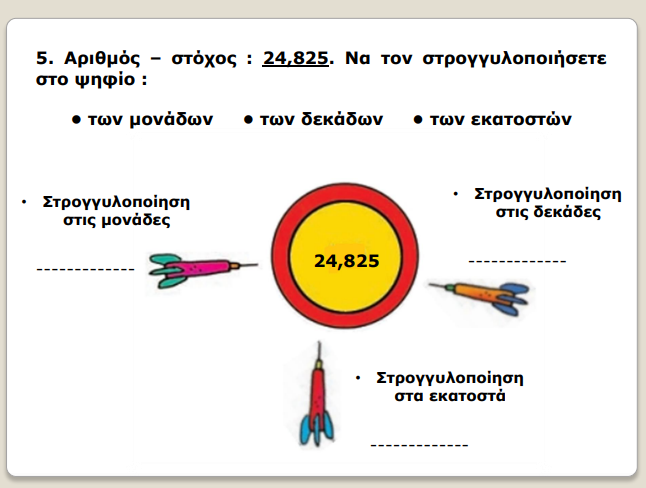 5. Αριθμός – στόχος : 24,825. Να τον στρογγυλοποιήσετε
στο ψηφίο :
● των μονάδων ● των δεκάδων ● των εκατοστών
• Στρογγυλοποίηση
στις μονάδες
-------------
• Στρογγυλοποίηση
στις δεκάδες
-------------
24,825
• Στρογγυλοποίηση
στα εκατοστά
-------------